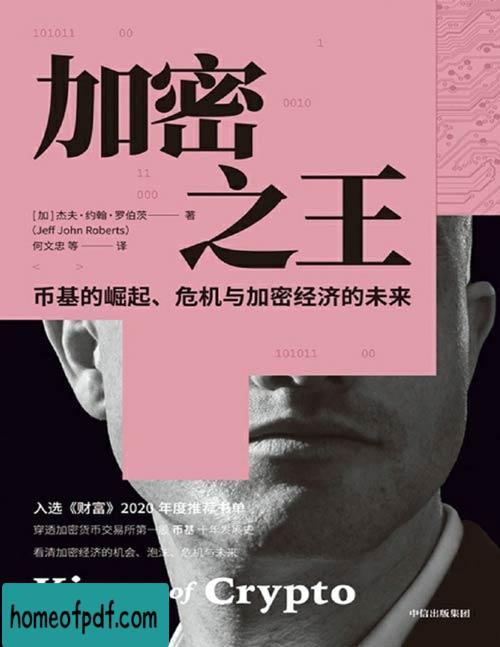 101011 00
1
加密
0010
11
000
之王
[加]杰夫·约翰·罗伯茨——著
(Jeff John Roberts)
何文忠 等——译
< >
币基的崛起、危机与加密经济的未来
101011 00
入选《财富》2020年度推荐书单
穿透加密货币交易所第一股 币基 十年发展史
看清加密经济的机会、泡沫、危机与未来
of Crypto
homeofpdf.com
中信出版集团